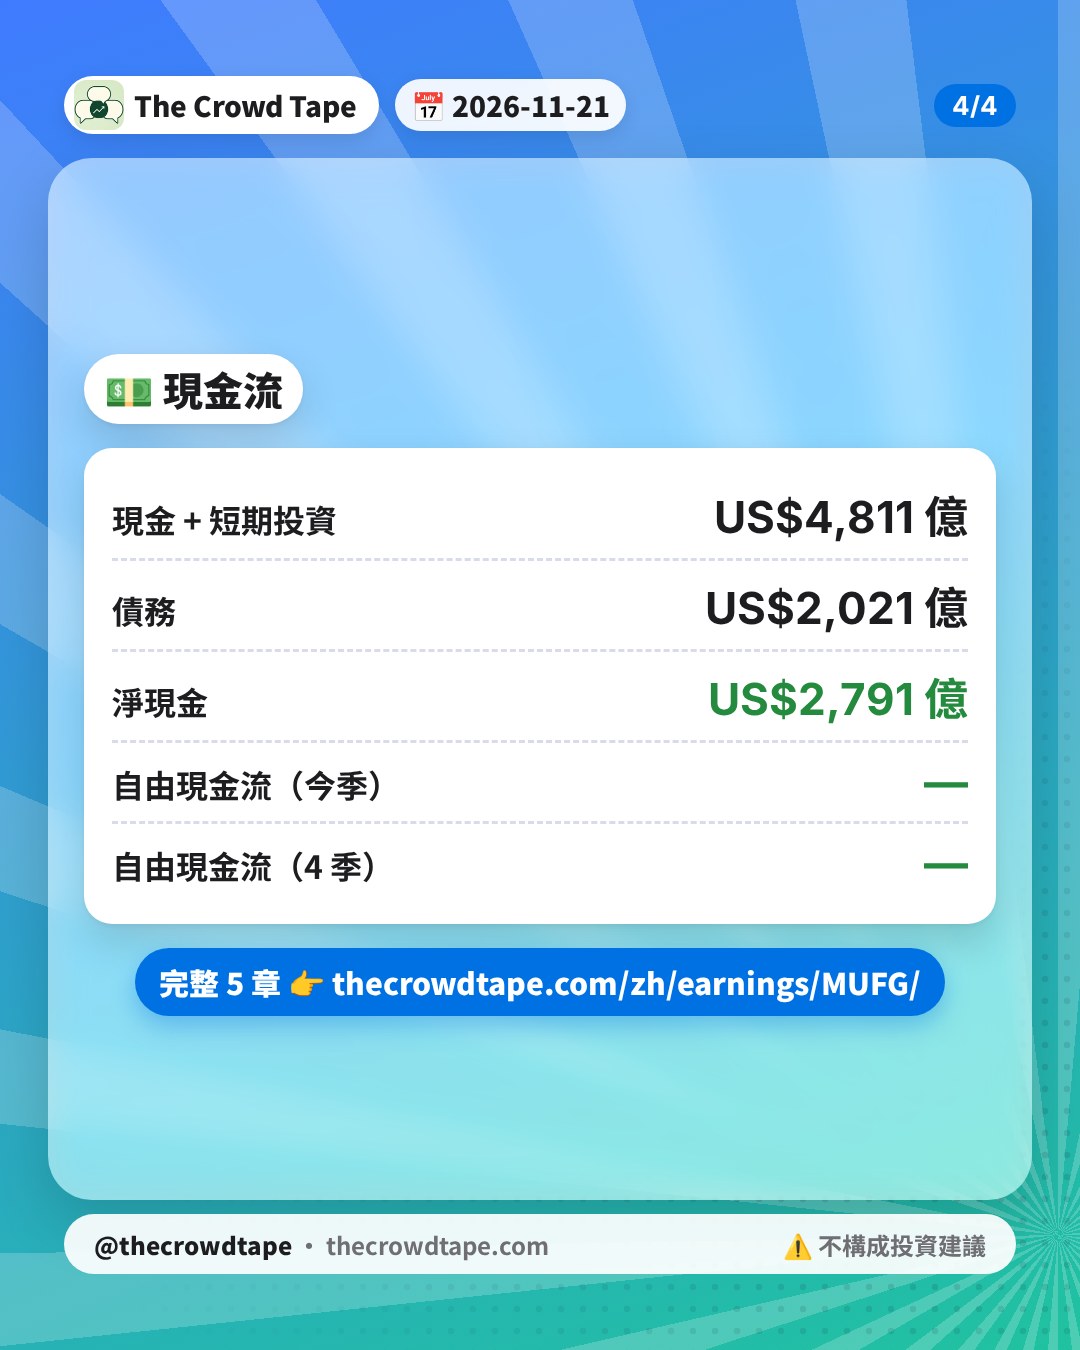 The Crowd Tape
📅 2026-11-21
4/4
💵 現金流
現金 + 短期投資 US$4,811 億
債務 US$2,021 億
淨現金 US$2,791 億
自由現金流（今季） —
自由現金流（4 季） —
完整 5 章 👉 thecrowdtape.com/zh/earnings/MUFG/
@thecrowdtape • thecrowdtape.com
⚠️ 不構成投資建議